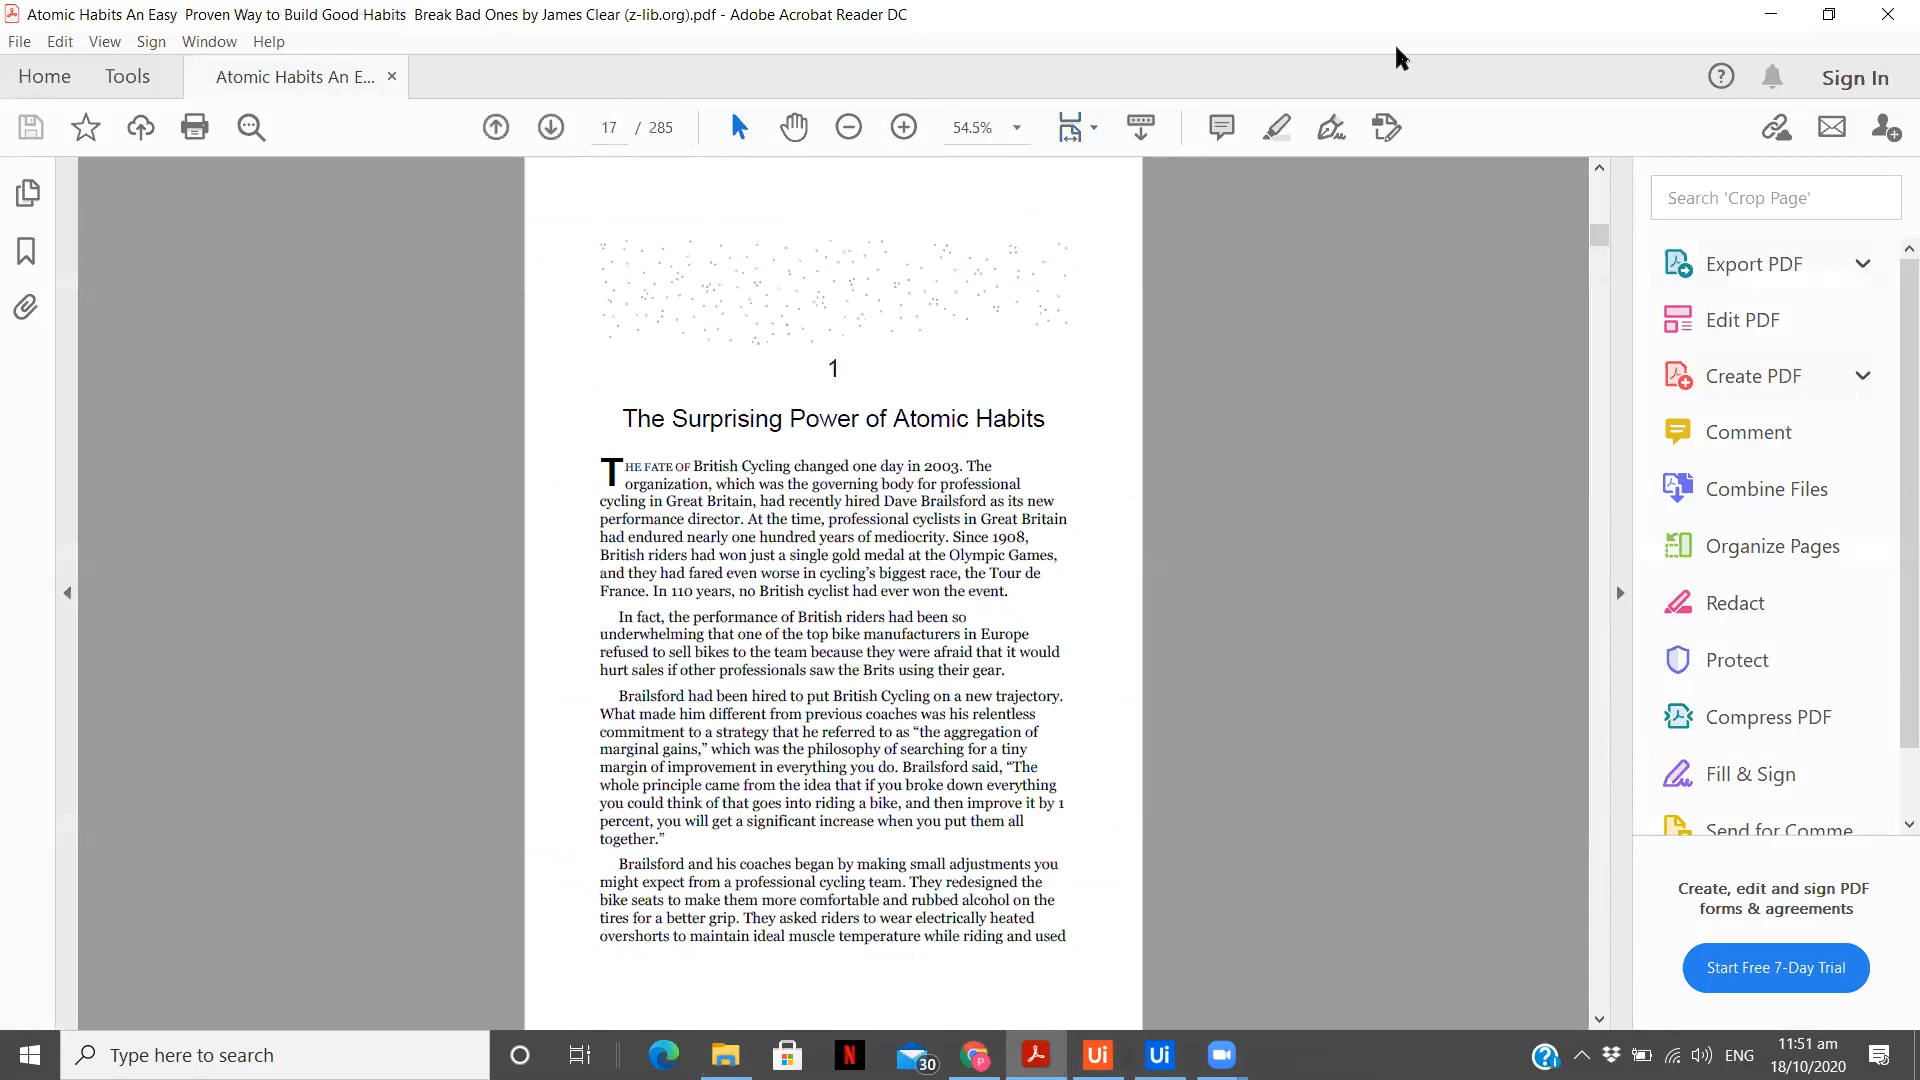 Atomic Habits An Easy  Proven Way to Build Good Habits  Break Bad Ones by James Clear (z-lib.org).pdf - Adobe Acrobat Reader DC
File Edit View Sign Window Help
Home Tools Atomic Habits An E... × Sign In
17 / 285 54.5%
Search 'Crop Page'
Export PDF
Edit PDF
Create PDF
Comment
Combine Files
Organize Pages
Redact
Protect
Compress PDF
Fill & Sign
Send for Comme
Create, edit and sign PDF
forms & agreements
Start Free 7-Day Trial
1
The Surprising Power of Atomic Habits
THE FATE OF British Cycling changed one day in 2003. The
organization, which was the governing body for professional
cycling in Great Britain, had recently hired Dave Brailsford as its new
performance director. At the time, professional cyclists in Great Britain
had endured nearly one hundred years of mediocrity. Since 1908,
British riders had won just a single gold medal at the Olympic Games,
and they had fared even worse in cycling’s biggest race, the Tour de
France. In 110 years, no British cyclist had ever won the event.
In fact, the performance of British riders had been so
underwhelming that one of the top bike manufacturers in Europe
refused to sell bikes to the team because they were afraid that it would
hurt sales if other professionals saw the Brits using their gear.
Brailsford had been hired to put British Cycling on a new trajectory.
What made him different from previous coaches was his relentless
commitment to a strategy that he referred to as “the aggregation of
marginal gains,” which was the philosophy of searching for a tiny
margin of improvement in everything you do. Brailsford said, “The
whole principle came from the idea that if you broke down everything
you could think of that goes into riding a bike, and then improve it by 1
percent, you will get a significant increase when you put them all
together.”
Brailsford and his coaches began by making small adjustments you
might expect from a professional cycling team. They redesigned the
bike seats to make them more comfortable and rubbed alcohol on the
tires for a better grip. They asked riders to wear electrically heated
overshorts to maintain ideal muscle temperature while riding and used
Type here to search
N
30
P
Ui
Ui
ENG
11:51 am
18/10/2020